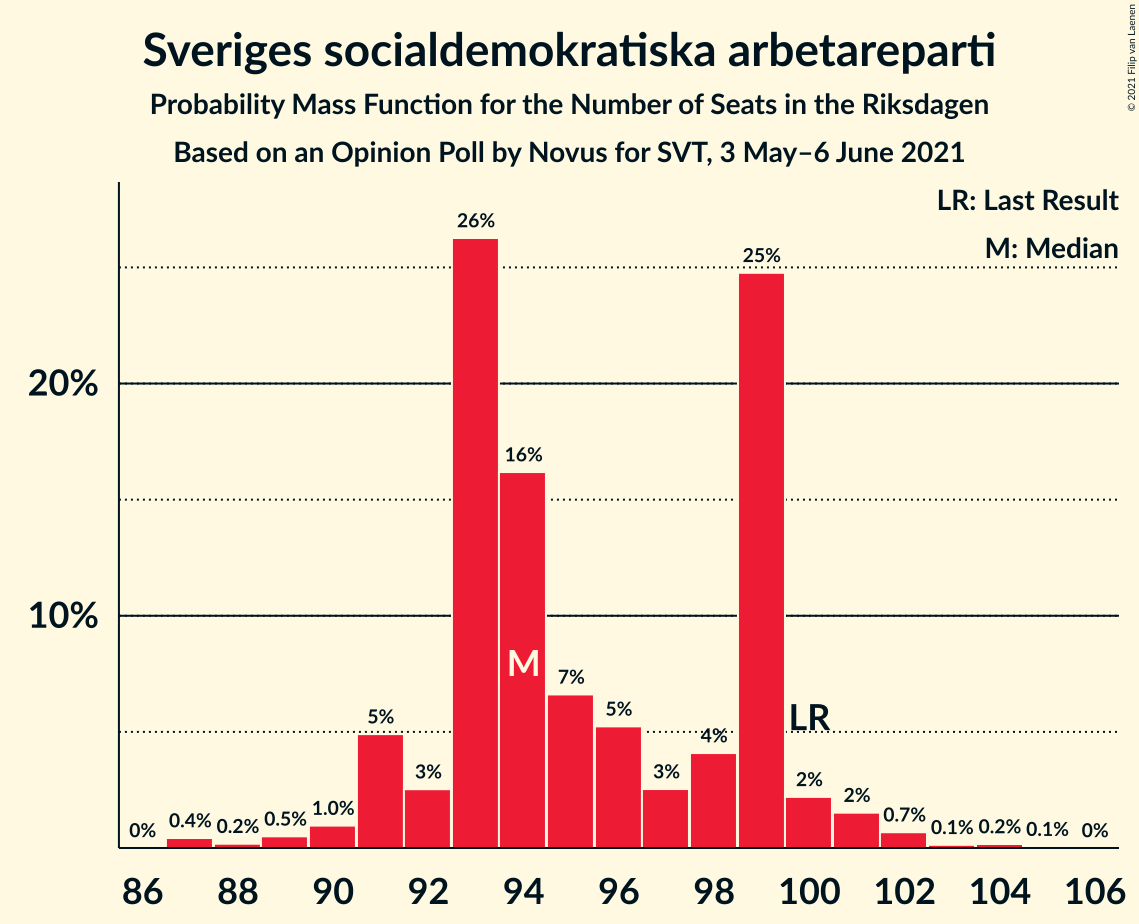 Sveriges socialdemokratiska arbetareparti
Probability Mass Function for the Number of Seats in the Riksdagen
Based on an Opinion Poll by Novus for SVT, 3 May–6 June 2021
© 2021 Filip van Laenen
LR: Last Result
M: Median
20%
10%
0%
0.4%
0.2%
0.5%
1.0%
5%
3%
26%
16%
7%
5%
3%
4%
25%
2%
2%
0.7%
0.1%
0.2%
0.1%
0%
M
LR
86 88 90 92 94 96 98 100 102 104 106